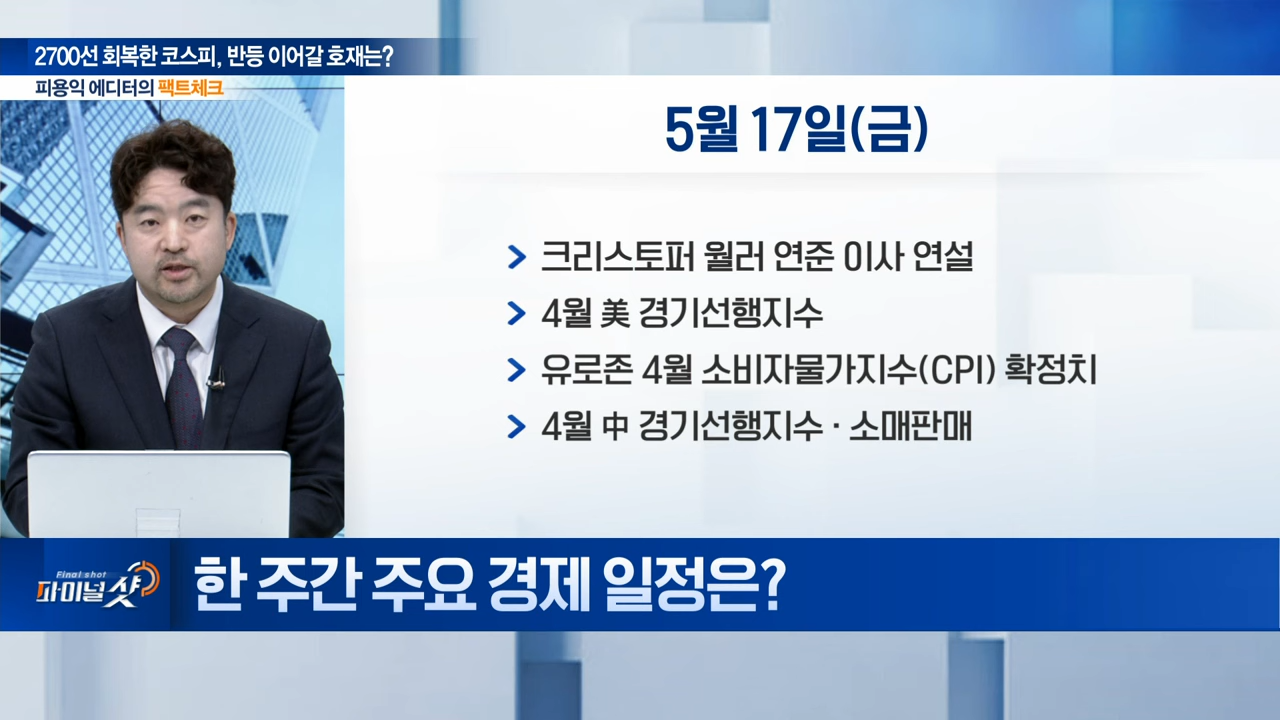 2700선 회복한 코스피, 반등 이어갈 호재는?
피용익 에디터의 팩트체크
5월 17일(금)
크리스토퍼 월러 연준 이사 연설
4월 美 경기선행지수
유로존 4월 소비자물가지수(CPI) 확정치
4월 中 경기선행지수 · 소매판매
Final shot
파이널샷
한 주간 주요 경제 일정은?